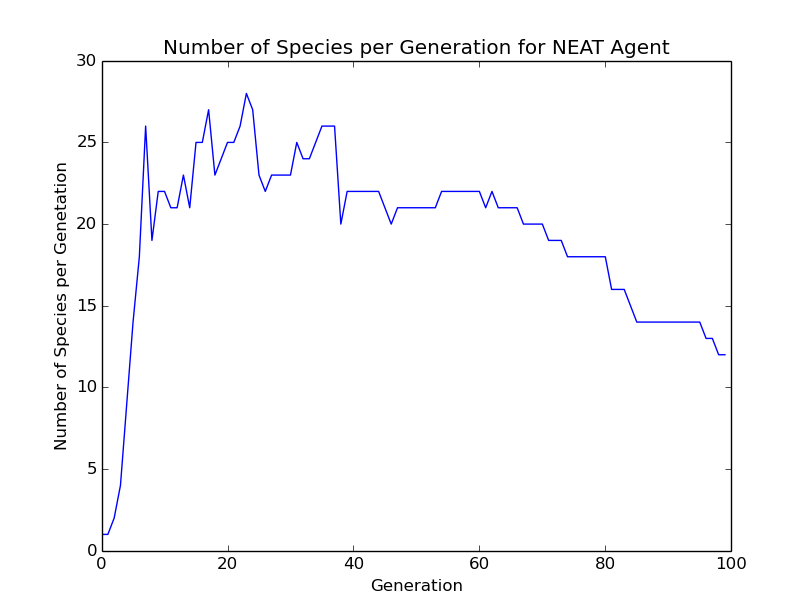 Number of Species per Generation for NEAT Agent
Number of Species per Genetation
30
25
20
15
10
5
0
0 20 40 60 80 100
Generation